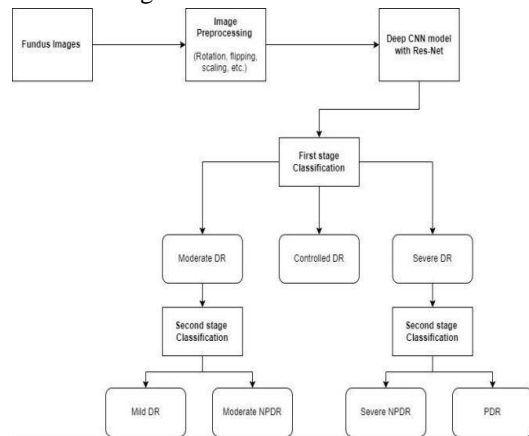 Fundus Images
Image
Preprocessing
(Rotation, flipping,
scaling, etc.)
Deep CNN model
with Res-Net
First stage
Classification
Moderate DR
Controlled DR
Severe DR
Second stage
Classification
Second stage
Classification
Mild DR
Moderate NPDR
Severe NPDR
PDR